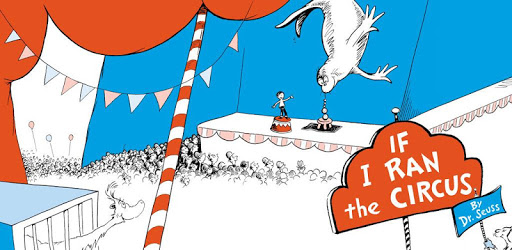 IF
I RAN
the CIRCUS.
By
Dr. Seuss